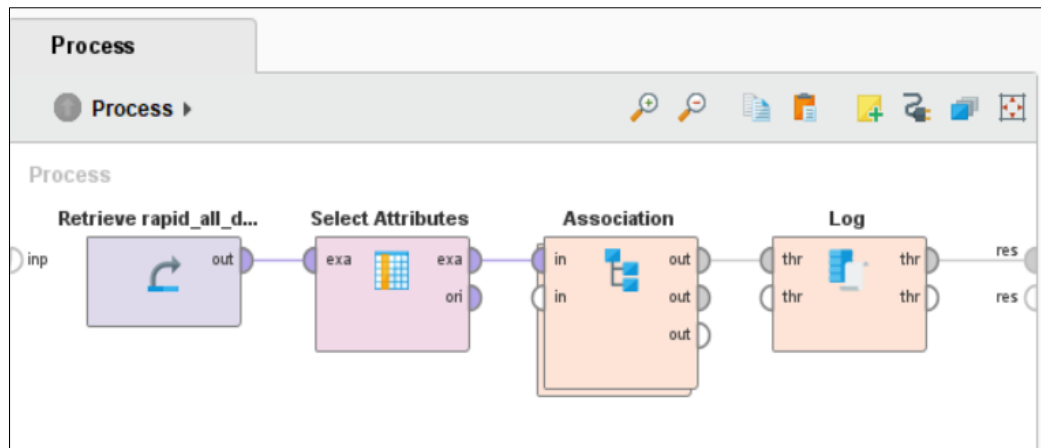 Process
Process
Process
Retrieve rapid_all_d...
Select Attributes
Association
Log
inp
out
exa
exa
ori
in
in
out
out
out
thr
thr
thr
thr
res
res